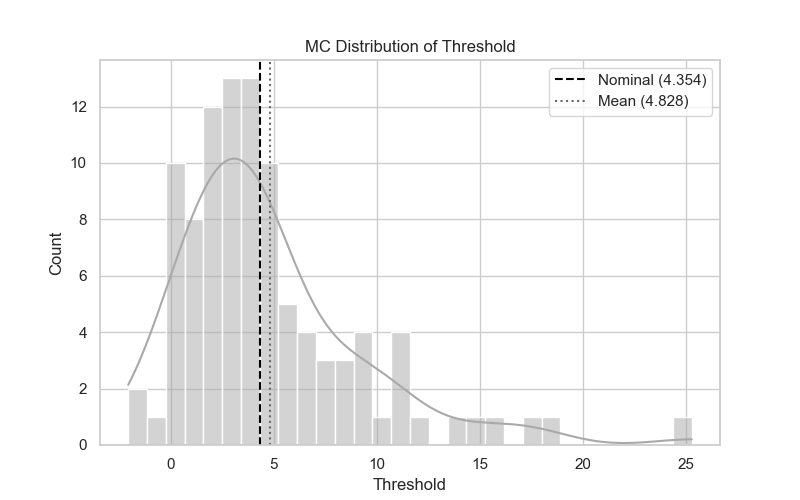 MC Distribution of Threshold
Nominal (4.354)
Mean (4.828)
12
10
8
6
4
2
0
Count
0 5 10 15 20 25
Threshold